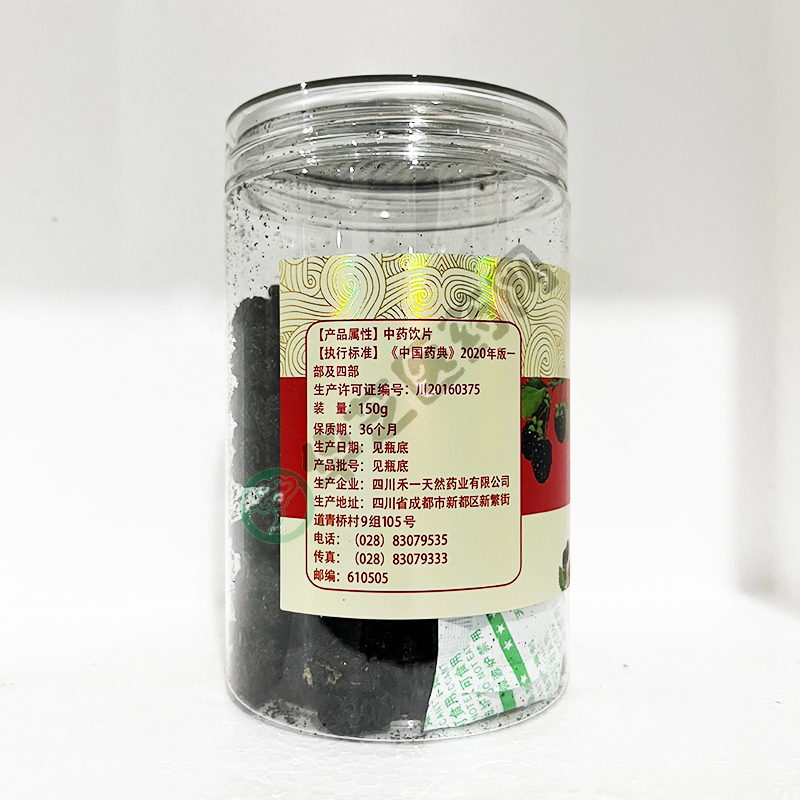 【产品属性】中药饮片
【执行标准】《中国药典》2020年版一
部及四部
生产许可证编号：川20160375
装 量：150g
保质期：36个月
生产日期：见瓶底
产品批号：见瓶底
生产企业：四川禾一天然药业有限公司
生产地址：四川省成都市新都区新繁街
道青桥村9组105号
电话：（028）83079535
传真：（028）83079333
邮编：610505